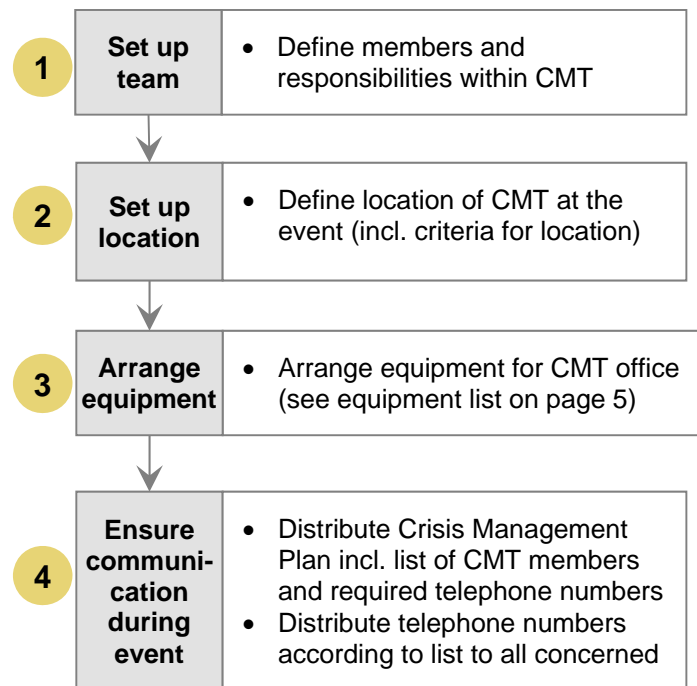 1
Set up
team
• Define members and
responsibilities within CMT
2
Set up
location
• Define location of CMT at the
event (incl. criteria for location)
3
Arrange
equipment
• Arrange equipment for CMT office
(see equipment list on page 5)
4
Ensure
communi-
cation
during
event
• Distribute Crisis Management
Plan incl. list of CMT members
and required telephone numbers
• Distribute telephone numbers
according to list to all concerned